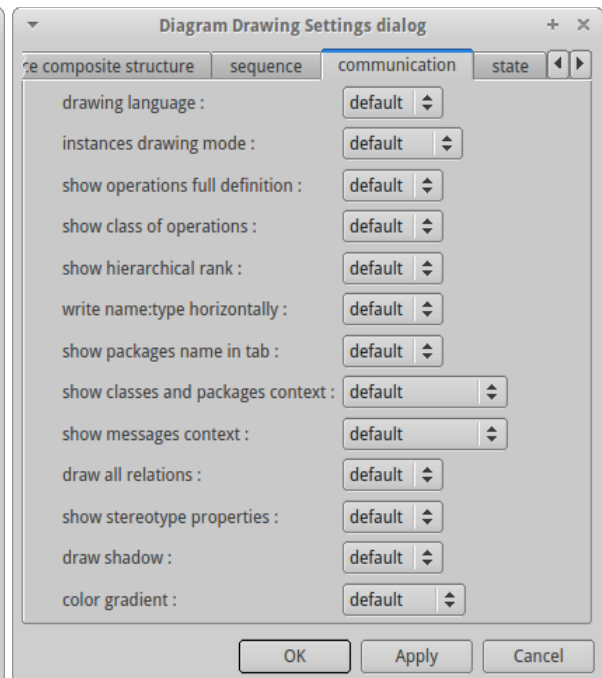 Diagram Drawing Settings dialog
ce composite structure sequence communication state
drawing language : default
instances drawing mode : default
show operations full definition : default
show class of operations : default
show hierarchical rank : default
write name:type horizontally : default
show packages name in tab : default
show classes and packages context : default
show messages context : default
draw all relations : default
show stereotype properties : default
draw shadow : default
color gradient : default
OK Apply Cancel